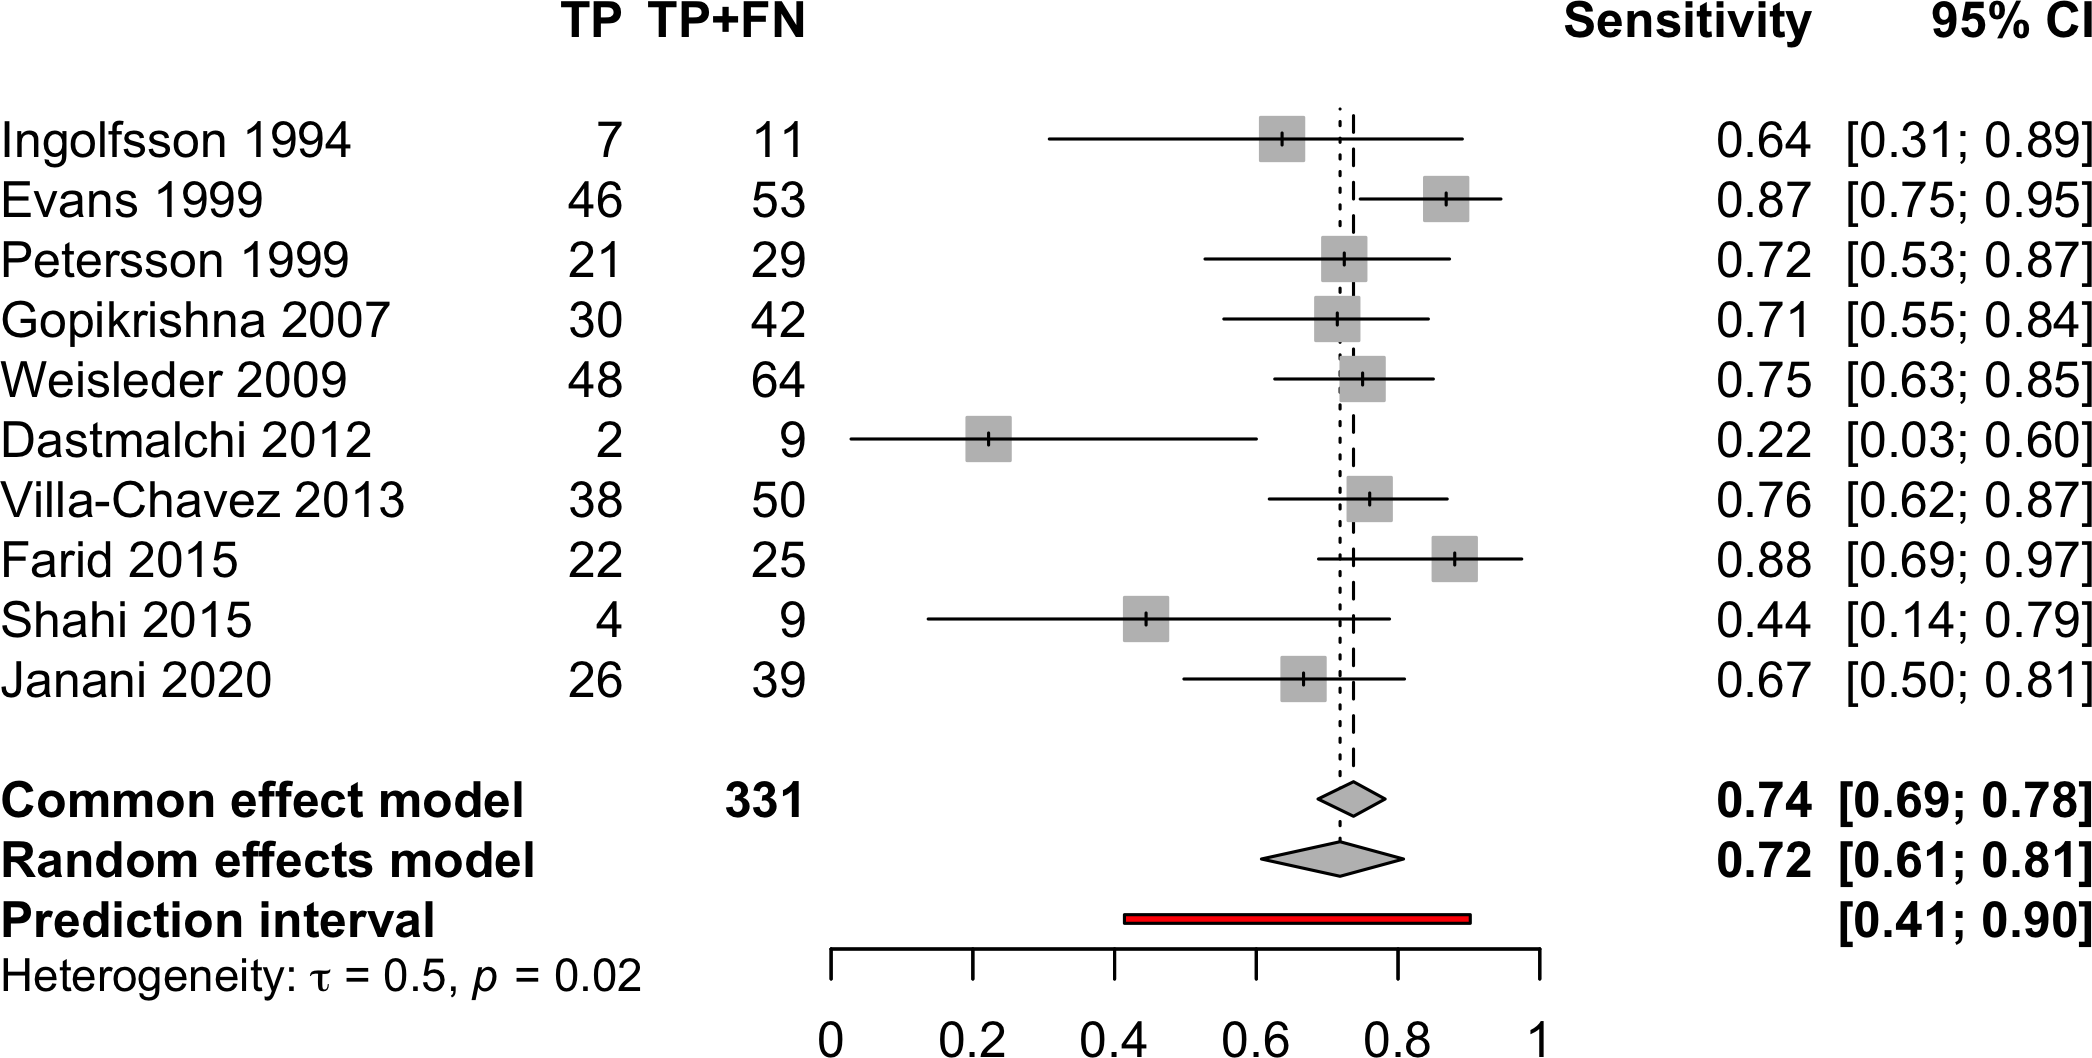 TP TP+FN Sensitivity 95% CI
Ingolfsson 1994 7 11 0.64 [0.31; 0.89]
Evans 1999 46 53 0.87 [0.75; 0.95]
Petersson 1999 21 29 0.72 [0.53; 0.87]
Gopikrishna 2007 30 42 0.71 [0.55; 0.84]
Weisleder 2009 48 64 0.75 [0.63; 0.85]
Dastmalchi 2012 2 9 0.22 [0.03; 0.60]
Villa-Chavez 2013 38 50 0.76 [0.62; 0.87]
Farid 2015 22 25 0.88 [0.69; 0.97]
Shahi 2015 4 9 0.44 [0.14; 0.79]
Janani 2020 26 39 0.67 [0.50; 0.81]
Common effect model 331 0.74 [0.69; 0.78]
Random effects model 0.72 [0.61; 0.81]
Prediction interval [0.41; 0.90]
Heterogeneity: τ = 0.5, p = 0.02
0 0.2 0.4 0.6 0.8 1